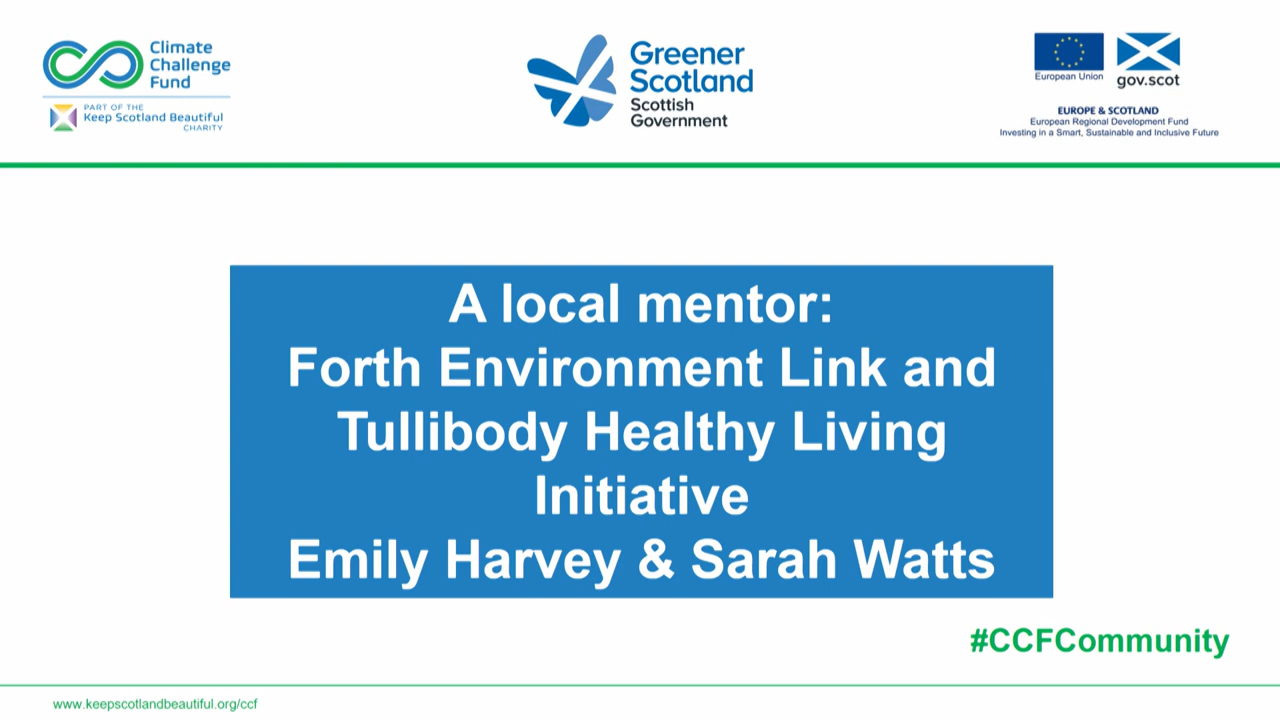 Climate
Challenge
Fund
PART OF THE
Keep Scotland Beautiful
CHARITY
Greener
Scotland
Scottish
Government
European Union
gov.scot
EUROPE & SCOTLAND
European Regional Development Fund
Investing in a Smart, Sustainable and Inclusive Future
A local mentor:
Forth Environment Link and
Tullibody Healthy Living
Initiative
Emily Harvey & Sarah Watts
#CCFCommunity
www.keepscotlandbeautiful.org/ccf